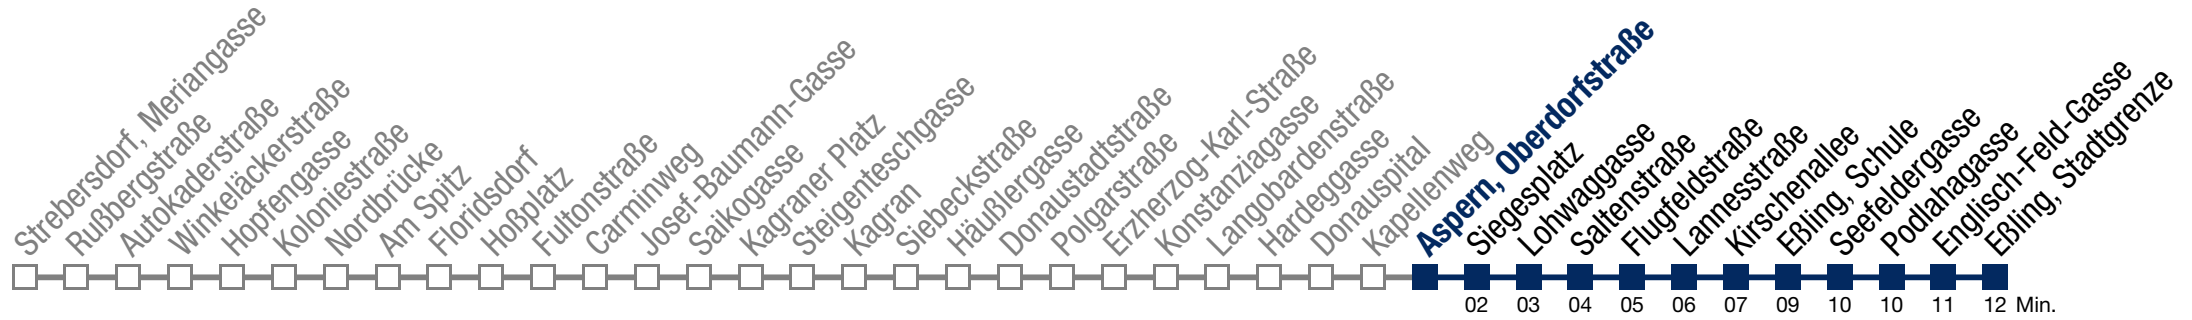 Strebersdorf, Meriangasse
Rußbergstraße
Autokaderstraße
Winkeläckerstraße
Hopfengasse
Koloniestraße
Nordbrücke
Am Spitz
Floridsdorf
Hoßplatz
Fultonstraße
Carminweg
Josef-Baumann-Gasse
Saikogasse
Kagraner Platz
Steigenteschgasse
Kagran
Siebeckstraße
Häußlergasse
Donaustadtstraße
Polgarstraße
Erzherzog-Karl-Straße
Konstanziagasse
Langobardenstraße
Hardeggasse
Donauspital
Kapellenweg
Aspern, Oberdorfstraße
Siegesplatz
Lohwaggasse
Saltenstraße
Flugfeldstraße
Lannesstraße
Kirschenallee
Eßling, Schule
Seefeldergasse
Podlahagasse
Englisch-Feld-Gasse
Eßling, Stadtgrenze
02 03 04 05 06 07 09 10 10 11 12 Min.